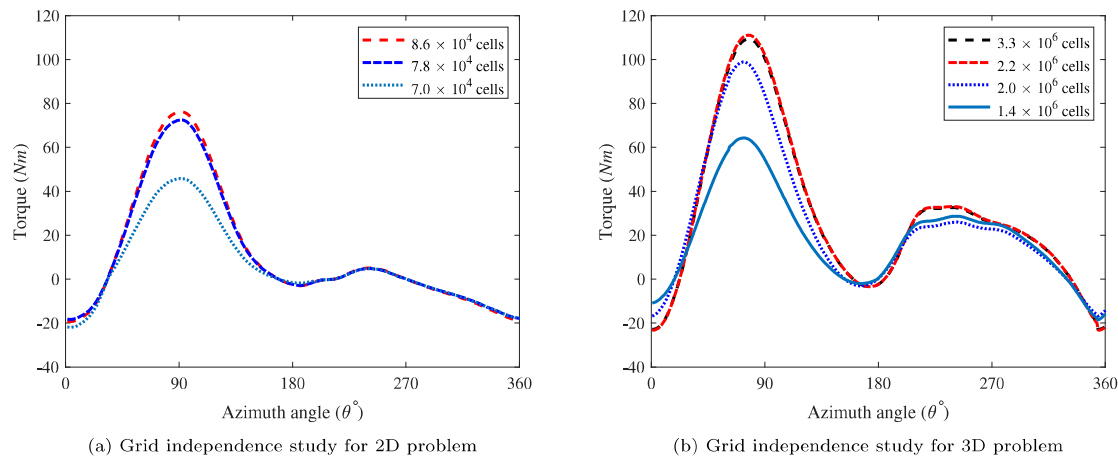 120
100
80
60
40
20
0
-20
-40
0
90
180
270
360
Torque (Nm)
Azimuth angle (θ°)
8.6 × 10⁴ cells
7.8 × 10⁴ cells
7.0 × 10⁴ cells
(a) Grid independence study for 2D problem
120
100
80
60
40
20
0
-20
-40
0
90
180
270
360
Torque (Nm)
Azimuth angle (θ°)
3.3 × 10⁶ cells
2.2 × 10⁶ cells
2.0 × 10⁶ cells
1.4 × 10⁶ cells
(b) Grid independence study for 3D problem